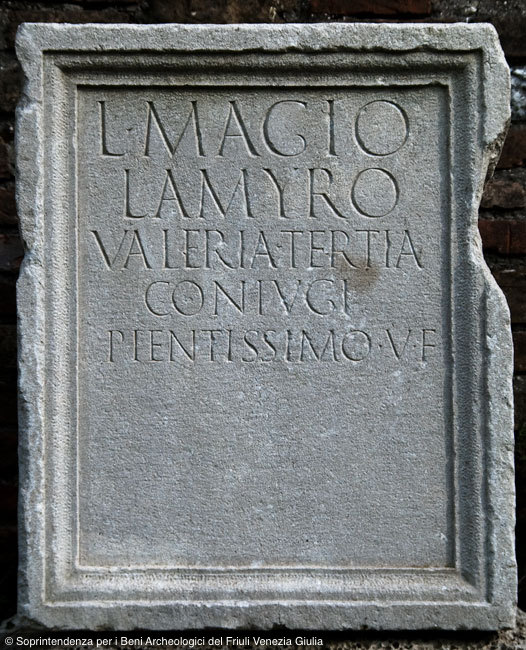 L·MAGIO
LAMYRO
VALERIA·TERTIA
CONIVGI
PIENTISSIMO·V·F
© Soprintendenza per i Beni Archeologici del Friuli Venezia Giulia